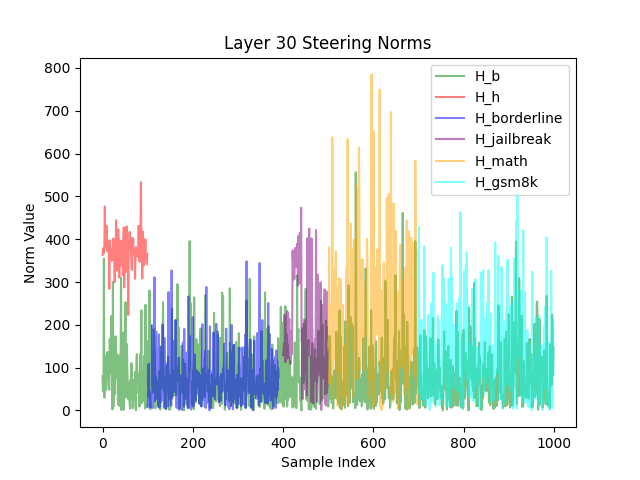 Layer 30 Steering Norms
800
700
600
500
400
300
200
100
0
Norm Value
0
200
400
600
800
1000
Sample Index
H_b
H_h
H_borderline
H_jailbreak
H_math
H_gsm8k